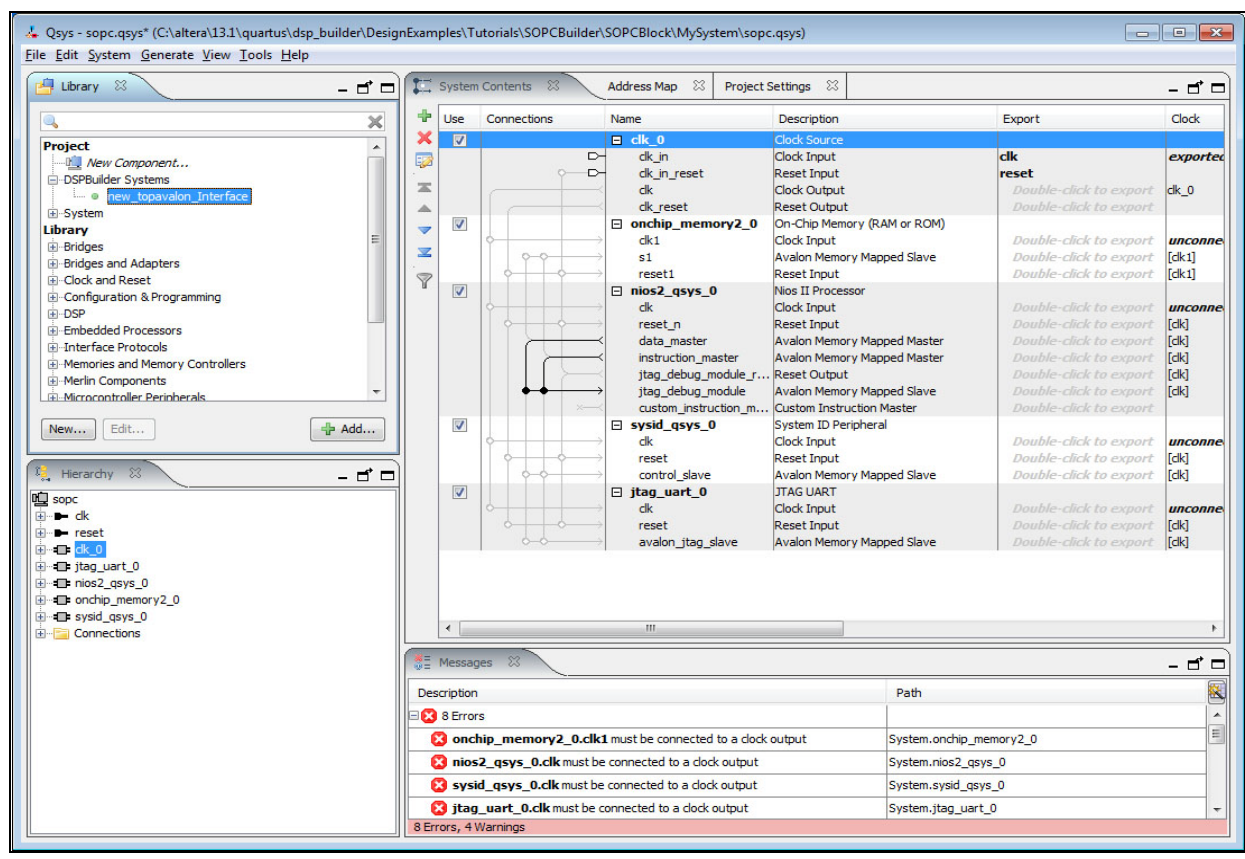 Qsys - sopc.qsys* (C:\altera\13.1\quartus\dsp_builder\DesignExamples\Tutorials\SOPCBuilder\SOPCBlock\MySystem\sopc.qsys)
File Edit System Generate View Tools Help
Library
Project
New Component...
DSPBuilder Systems
new_topavalon_Interface
System
Library
Bridges
Bridges and Adapters
Clock and Reset
Configuration & Programming
DSP
Embedded Processors
Interface Protocols
Memories and Memory Controllers
Merlin Components
Microcontroller Peripherals
New... Edit... Add...
Hierarchy
sopc
clk
reset
clk_0
jtag_uart_0
nios2_qsys_0
onchip_memory2_0
sysid_qsys_0
Connections
System Contents Address Map Project Settings
Use Connections Name Description Export Clock
clk_0 Clock Source
clk_in Clock Input clk exported
clk_in_reset Reset Input reset
clk Clock Output Double-click to export clk_0
clk_reset Reset Output Double-click to export
onchip_memory2_0 On-Chip Memory (RAM or ROM)
clk1 Clock Input Double-click to export unconne
s1 Avalon Memory Mapped Slave Double-click to export [clk1]
reset1 Reset Input Double-click to export [clk1]
nios2_qsys_0 Nios II Processor
clk Clock Input Double-click to export unconne
reset_n Reset Input Double-click to export [clk]
data_master Avalon Memory Mapped Master Double-click to export [clk]
instruction_master Avalon Memory Mapped Master Double-click to export [clk]
jtag_debug_module_r... Reset Output Double-click to export [clk]
jtag_debug_module Avalon Memory Mapped Slave Double-click to export [clk]
custom_instruction_m... Custom Instruction Master Double-click to export
sysid_qsys_0 System ID Peripheral
clk Clock Input Double-click to export unconne
reset Reset Input Double-click to export [clk]
control_slave Avalon Memory Mapped Slave Double-click to export [clk]
jtag_uart_0 JTAG UART
clk Clock Input Double-click to export unconne
reset Reset Input Double-click to export [clk]
avalon_jtag_slave Avalon Memory Mapped Slave Double-click to export [clk]
Messages
Description Path
8 Errors
onchip_memory2_0.clk1 must be connected to a clock output System.onchip_memory2_0
nios2_qsys_0.clk must be connected to a clock output System.nios2_qsys_0
sysid_qsys_0.clk must be connected to a clock output System.sysid_qsys_0
jtag_uart_0.clk must be connected to a clock output System.jtag_uart_0
8 Errors, 4 Warnings